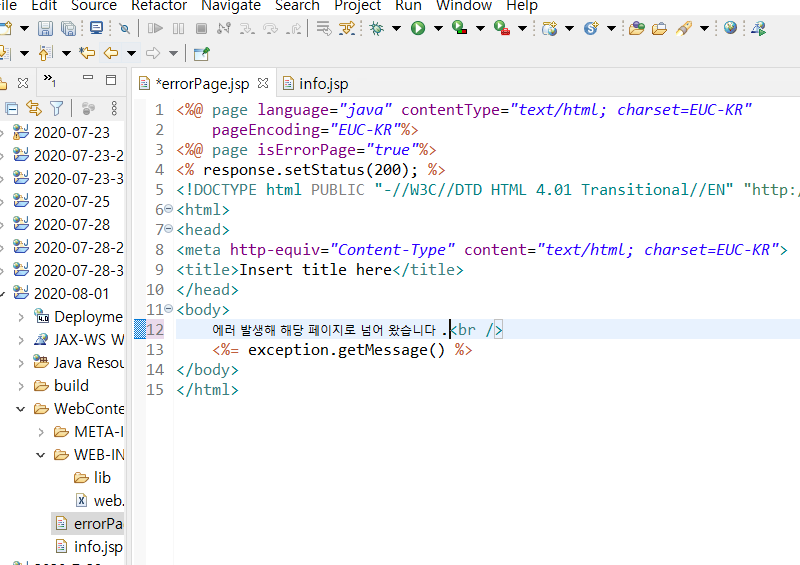 ile Edit Source Refactor Navigate Search Project Run Window Help
»1
*errorPage.jsp info.jsp
2020-07-23
2020-07-23-2
2020-07-23-3
2020-07-25
2020-07-28
2020-07-28-2
2020-07-28-3
2020-08-01
Deployme
JAX-WS W
Java Resou
build
WebConte
META-I
WEB-IN
lib
web.
errorPa
info.jsp
1 <%@ page language="java" contentType="text/html; charset=EUC-KR"
2 pageEncoding="EUC-KR"%>
3 <%@ page isErrorPage="true"%>
4 <% response.setStatus(200); %>
5 <!DOCTYPE html PUBLIC "-//W3C//DTD HTML 4.01 Transitional//EN" "http:/
6 <html>
7 <head>
8 <meta http-equiv="Content-Type" content="text/html; charset=EUC-KR">
9 <title>Insert title here</title>
10 </head>
11 <body>
12 에러 발생해 해당 페이지로 넘어 왔습니다 .<br />
13 <%= exception.getMessage() %>
14 </body>
15 </html>